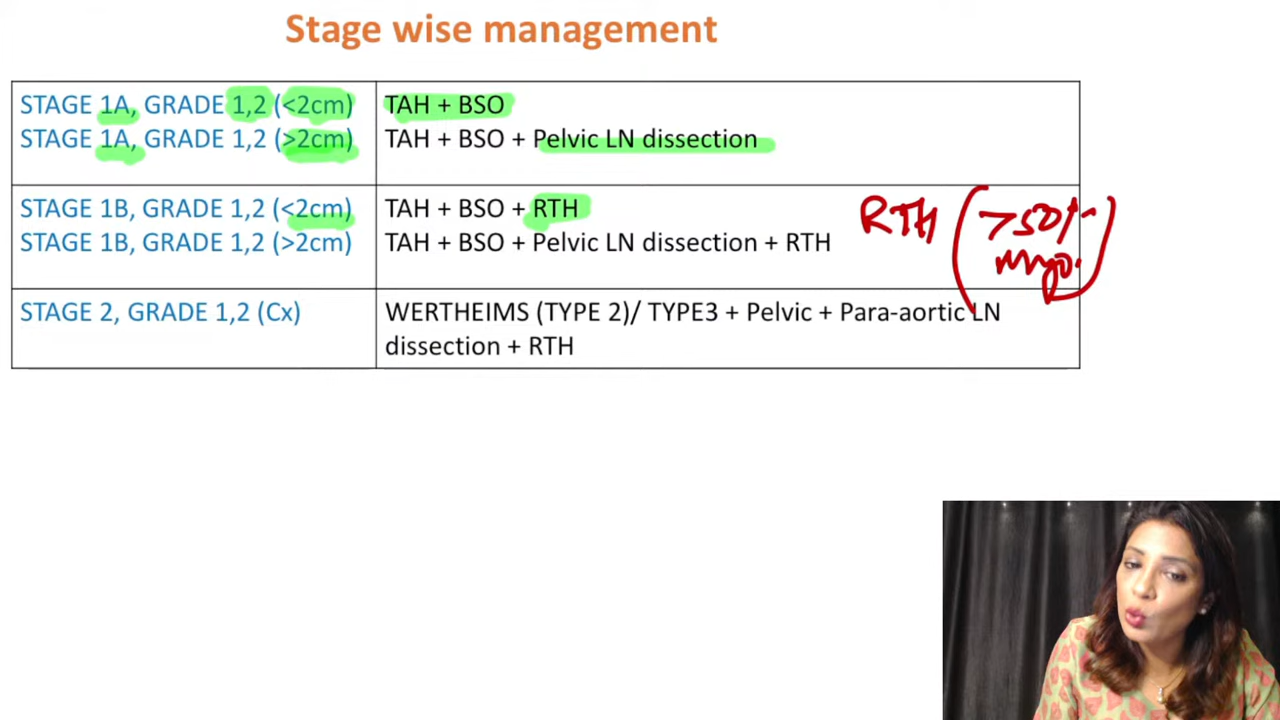 Stage wise management
STAGE 1A, GRADE 1,2 (<2cm)
STAGE 1A, GRADE 1,2 (>2cm)
TAH + BSO
TAH + BSO + Pelvic LN dissection
STAGE 1B, GRADE 1,2 (<2cm)
STAGE 1B, GRADE 1,2 (>2cm)
TAH + BSO + RTH
TAH + BSO + Pelvic LN dissection + RTH
RTH (>50%
myo.)
STAGE 2, GRADE 1,2 (Cx)
WERTHEIMS (TYPE 2)/ TYPE3 + Pelvic + Para-aortic LN
dissection + RTH